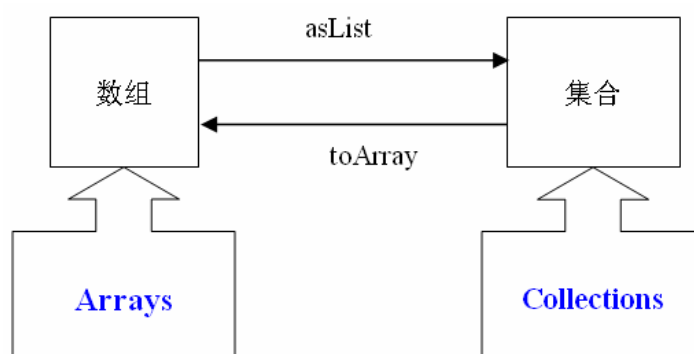 asList
数组
集合
toArray
Arrays
Collections